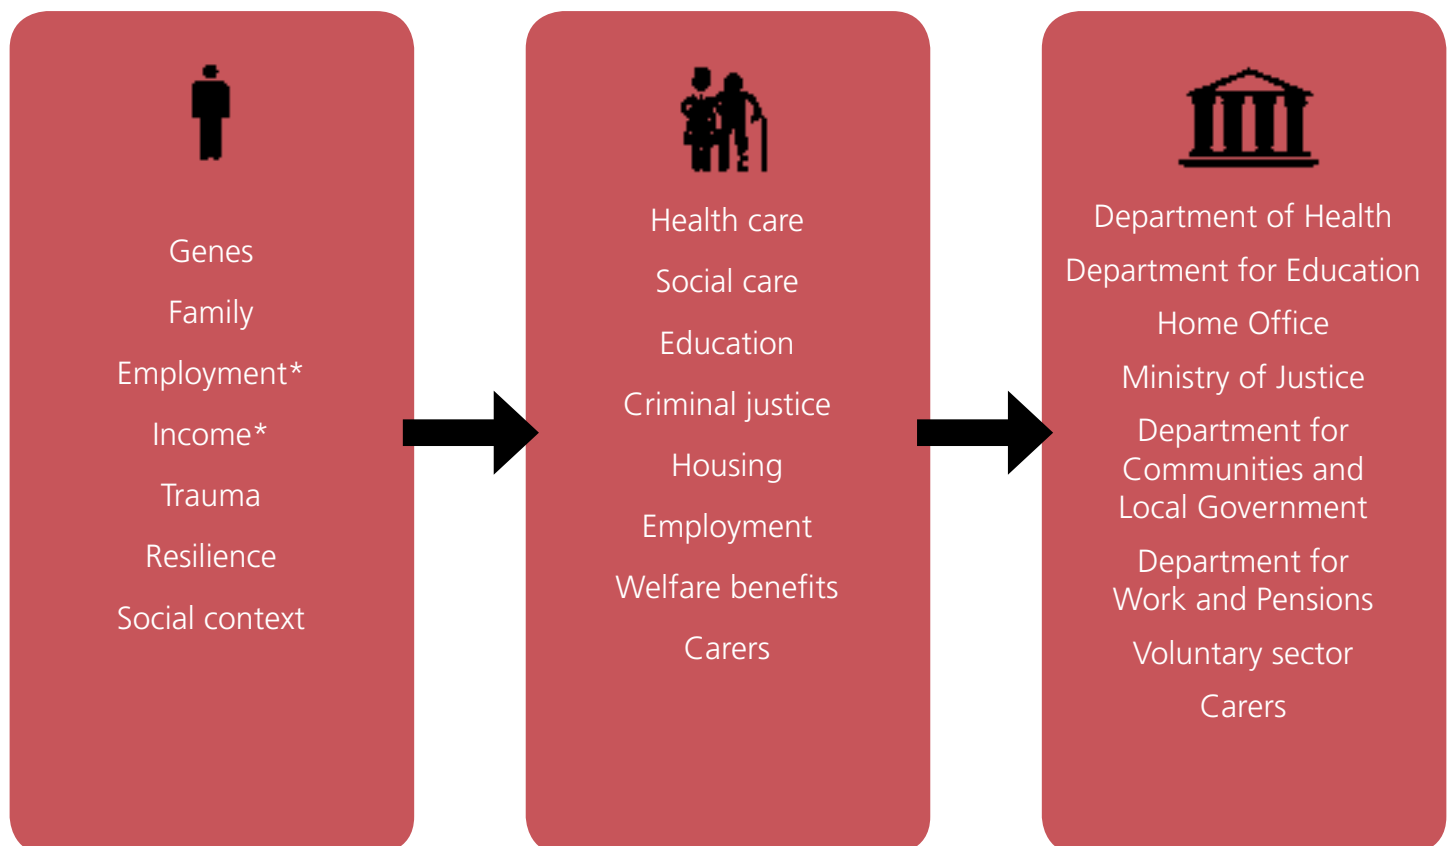 Genes
Family
Employment*
Income*
Trauma
Resilience
Social context
Health care
Social care
Education
Criminal justice
Housing
Employment
Welfare benefits
Carers
Department of Health
Department for Education
Home Office
Ministry of Justice
Department for
Communities and
Local Government
Department for
Work and Pensions
Voluntary sector
Carers